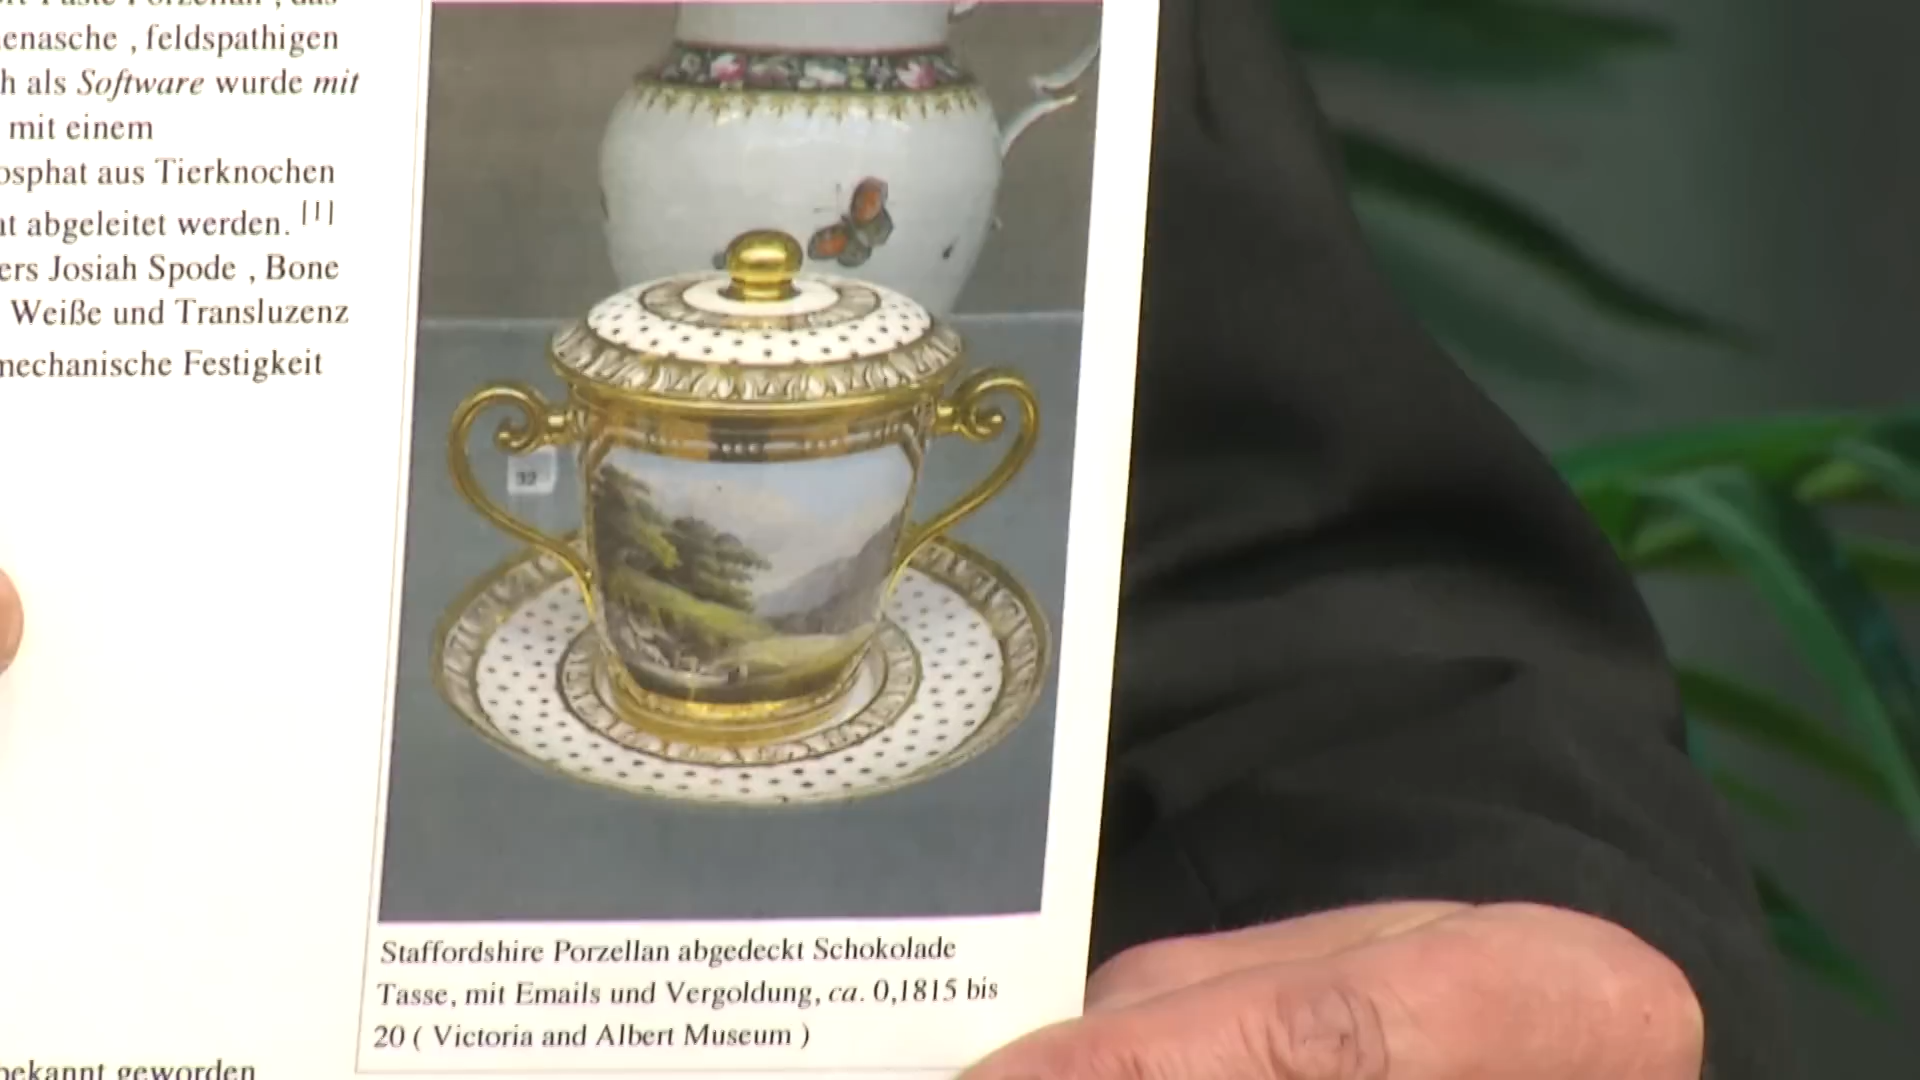 enasche , feldspathigen
h als Software wurde mit
mit einem
osphat aus Tierknochen
at abgeleitet werden. [1]
ers Josiah Spode , Bone
Weiße und Transluzenz
mechanische Festigkeit
32
Staffordshire Porzellan abgedeckt Schokolade
Tasse, mit Emails und Vergoldung, ca. 0,1815 bis
20 ( Victoria and Albert Museum )
bekannt geworden